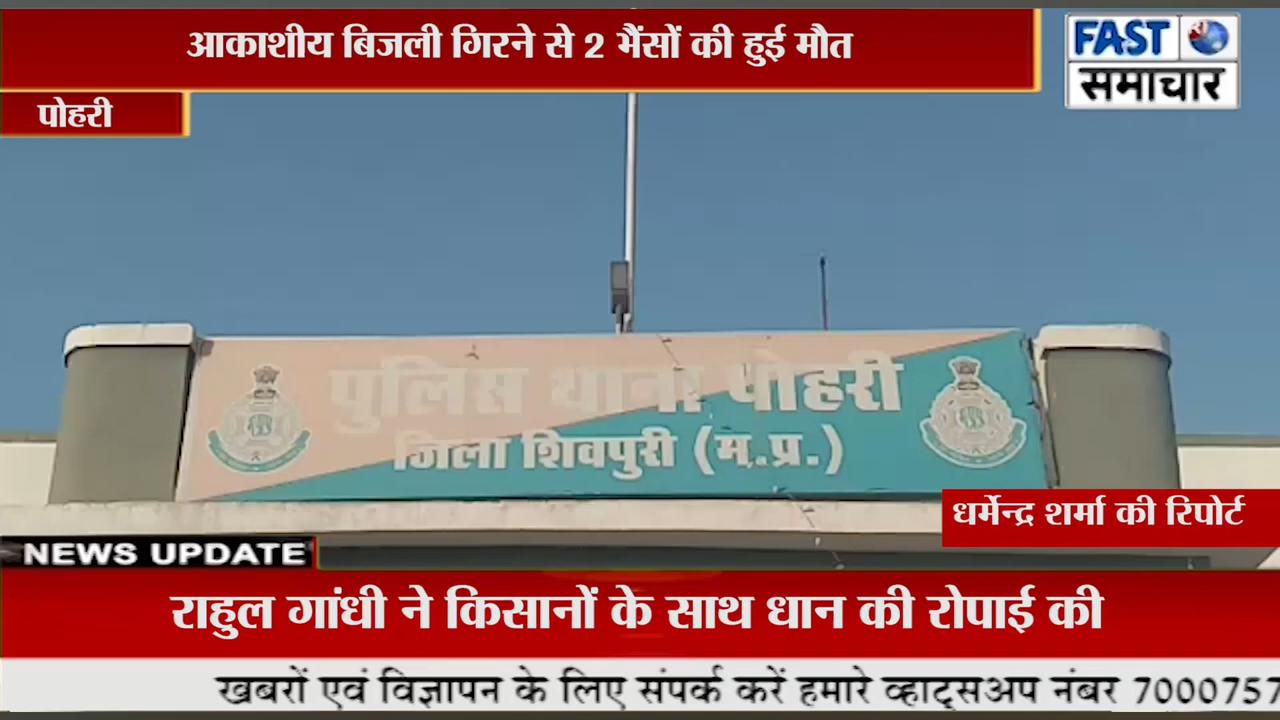 आकाशीय बिजली गिरने से 2 भैंसों की हुई मौत
FAST
समाचार
पोहरी
पुलिस थाना पोहरी
जिला शिवपुरी (म.प्र.)
धर्मेन्द्र शर्मा की रिपोर्ट
NEWS UPDATE
राहुल गांधी ने किसानों के साथ धान की रोपाई की
खबरों एवं विज्ञापन के लिए संपर्क करें हमारे व्हाट्सअप नंबर 7000757